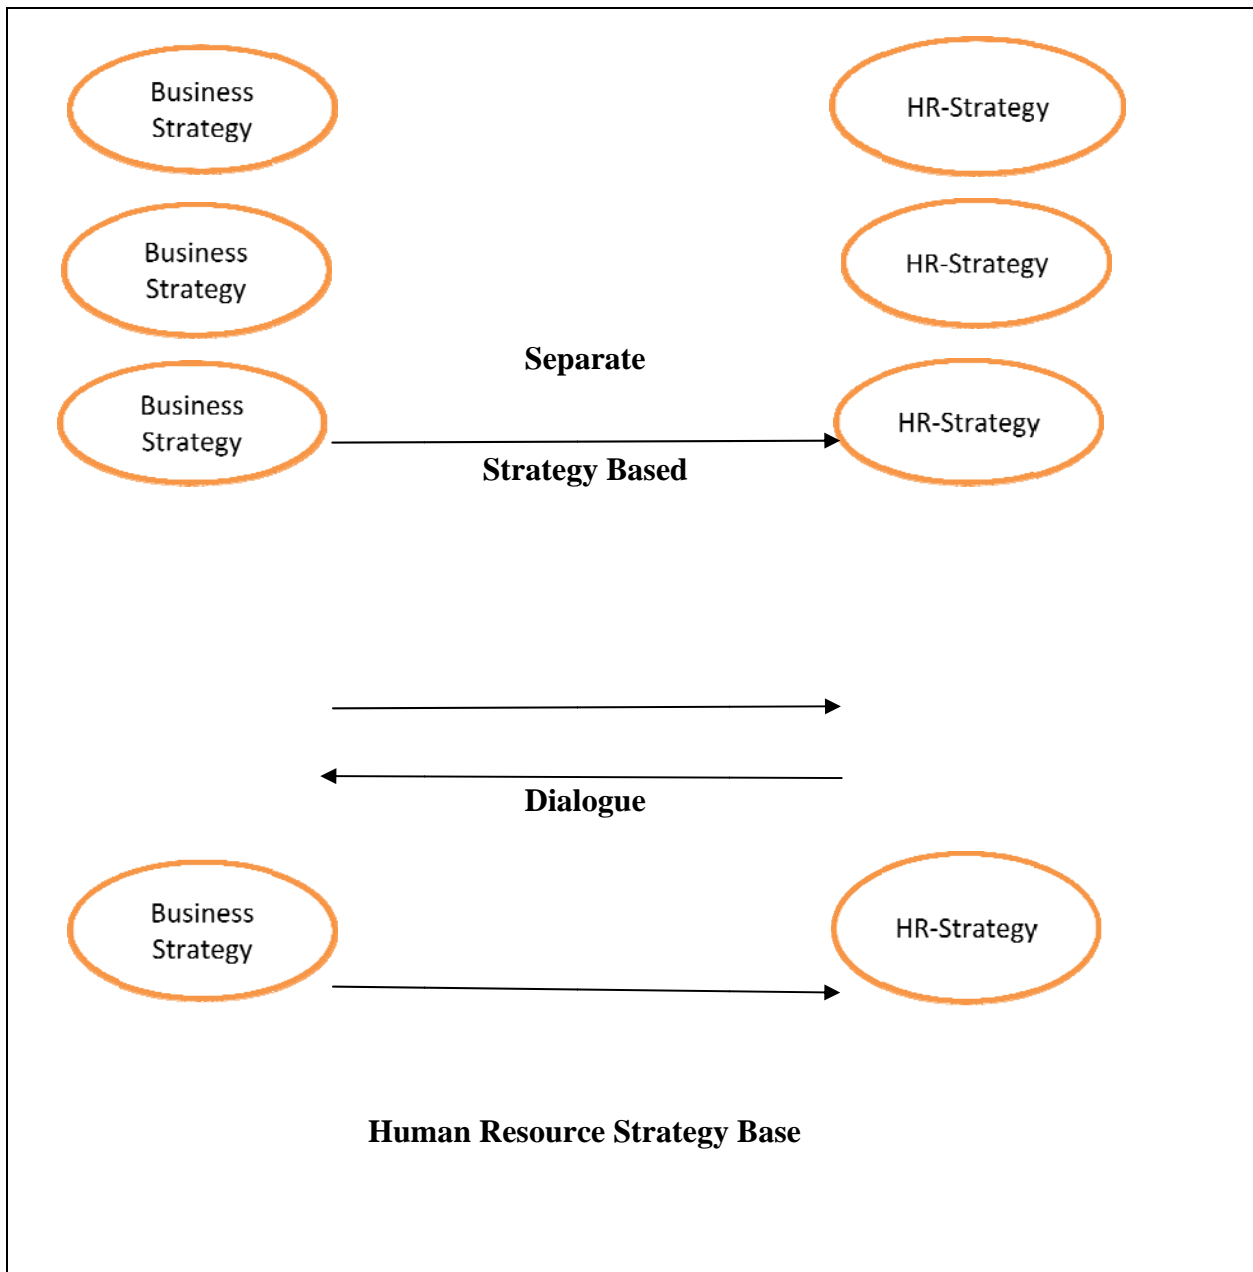 Business
Strategy
HR-Strategy
Business
Strategy
HR-Strategy
Separate
Business
Strategy
HR-Strategy
Strategy Based
Dialogue
Business
Strategy
HR-Strategy
Human Resource Strategy Base